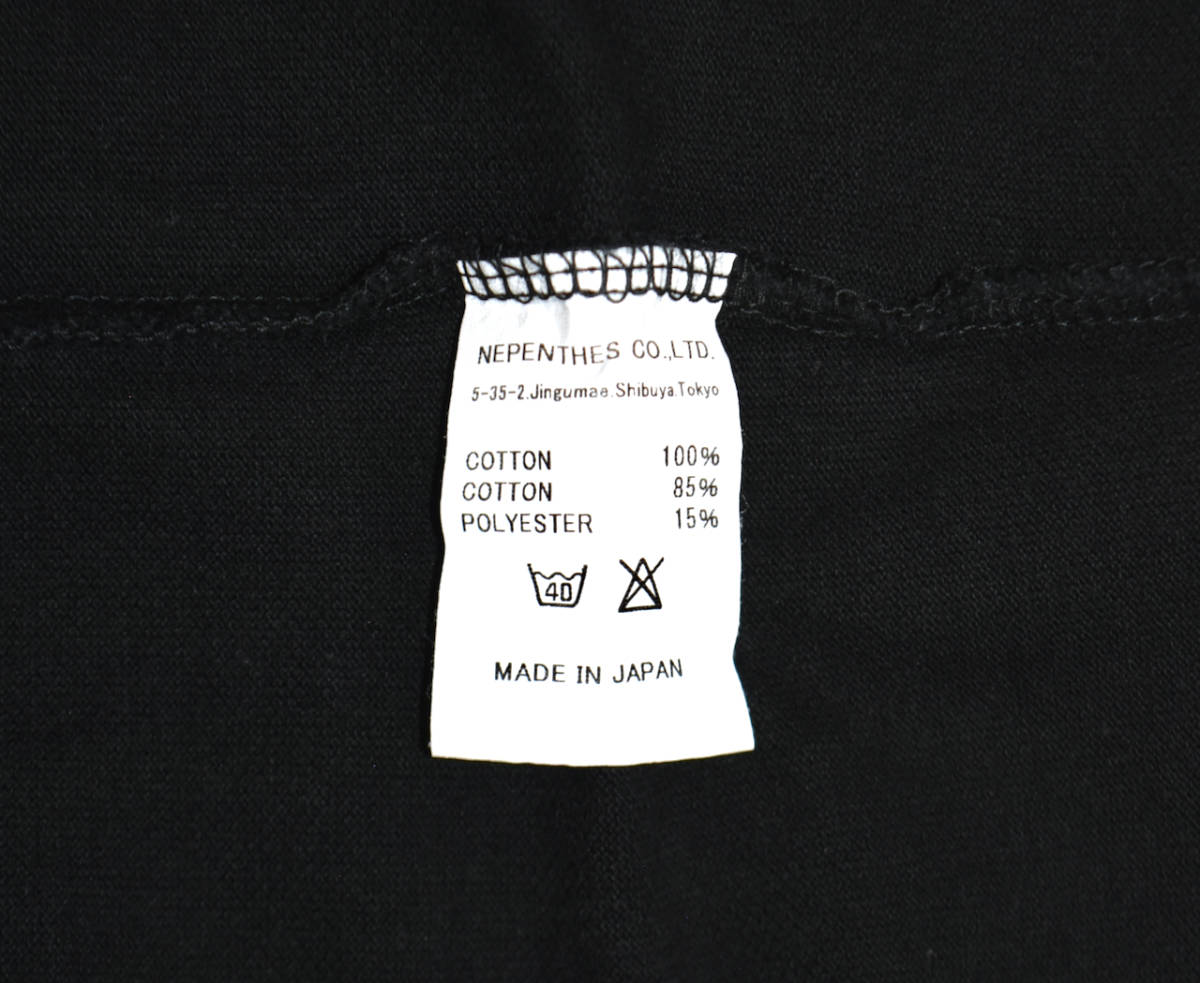 NEPENTHES CO.,LTD.
5-35-2.Jingumae.Shibuya.Tokyo
COTTON 100%
COTTON 85%
POLYESTER 15%
40
MADE IN JAPAN